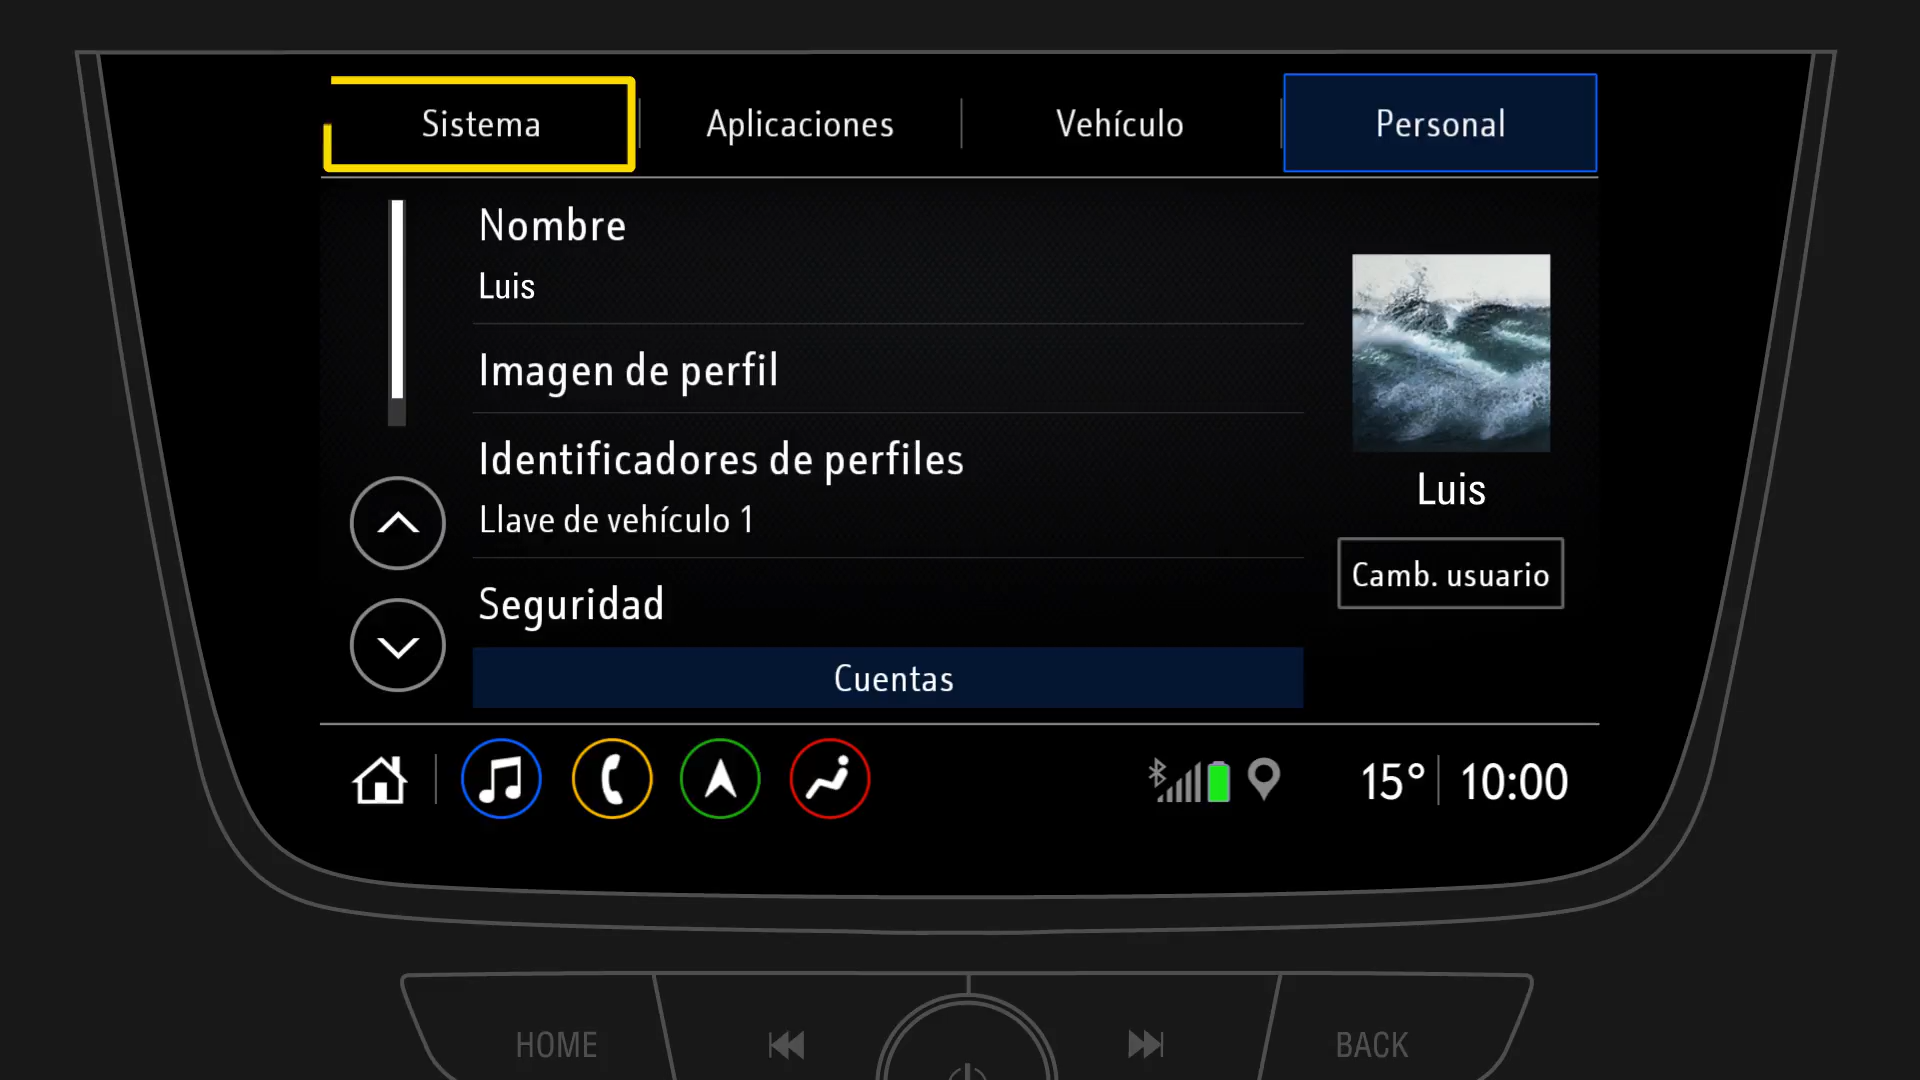 Sistema
Aplicaciones
Vehículo
Personal
Nombre
Luis
Imagen de perfil
Identificadores de perfiles
Llave de vehículo 1
Seguridad
Cuentas
Luis
Camb. usuario
15°
10:00
HOME
BACK